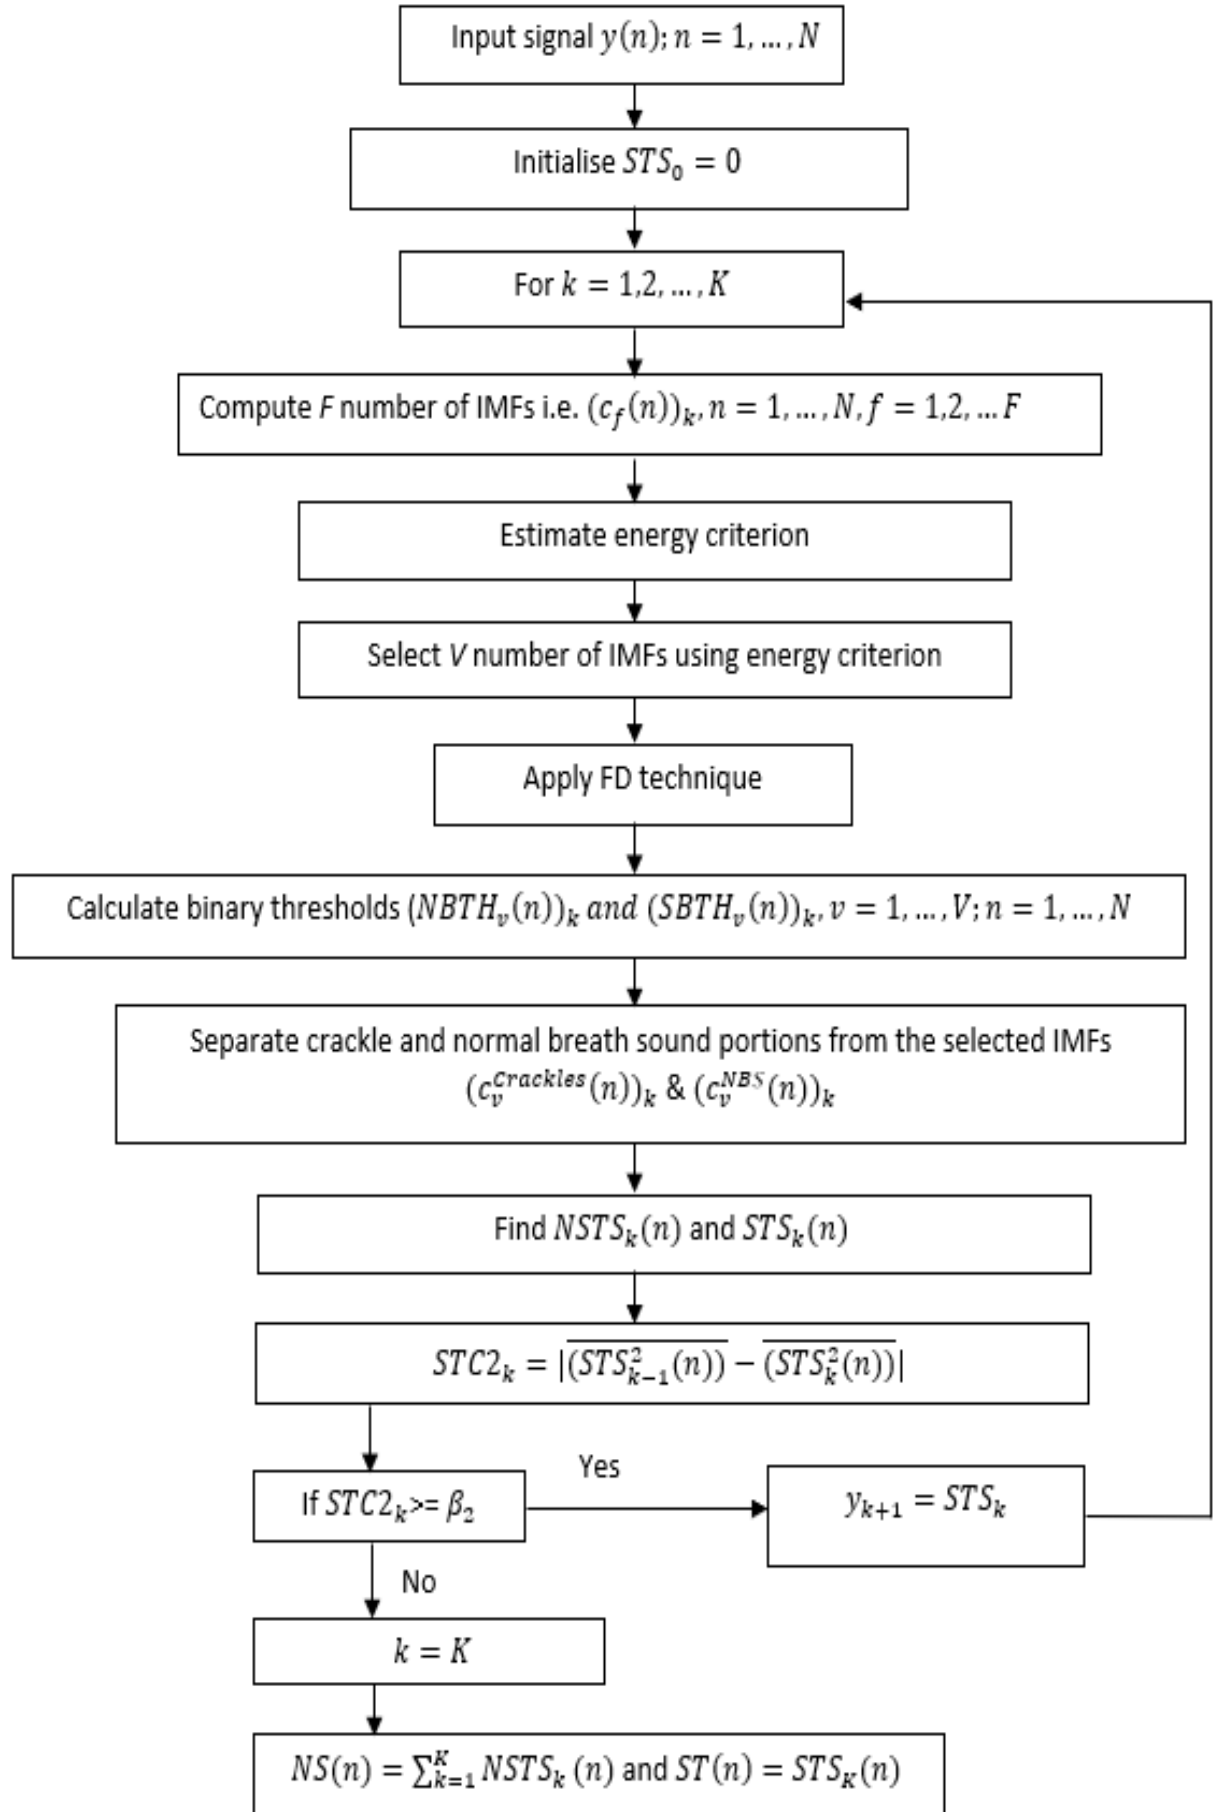 Input signal y(n); n = 1, ..., N
Initialise STS₀ = 0
For k = 1,2, ..., K
Compute F number of IMFs i.e. (c_f(n))_k, n = 1, ..., N, f = 1,2, ... F
Estimate energy criterion
Select V number of IMFs using energy criterion
Apply FD technique
Calculate binary thresholds (NBTH_v(n))_k and (SBTH_v(n))_k, v = 1, ..., V; n = 1, ..., N
Separate crackle and normal breath sound portions from the selected IMFs
(c_v^Crackles(n))_k & (c_v^NBS(n))_k
Find NSTS_k(n) and STS_k(n)
STC2_k = |\overline{(STS²_{k−1}(n))} − \overline{(STS²_k(n))}|
Yes
If STC2_k>= β₂
y_{k+1} = STS_k
No
k = K
NS(n) = ∑_{k=1}^{K} NSTS_k (n) and ST(n) = STS_K(n)